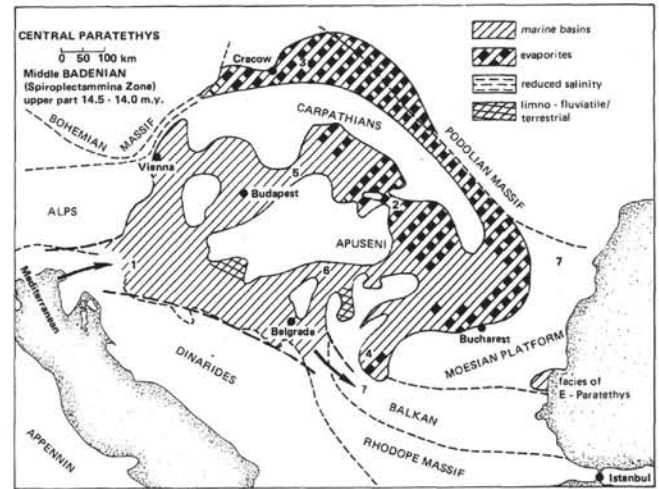 CENTRAL PARATETHYS
0 50 100 km
Middle BADENIAN
(Spiroplectammina Zone)
upper part 14.5 - 14.0 m.y.
marine basins
evaporites
reduced salinity
limno - fluviatile/
terrestrial
Cracow
3
BOHEMIAN MASSIF
CARPATHIANS
PODOLIAN MASSIF
Vienna
5
Budapest
2
ALPS
APUSENI
7
1
6
Mediterranean
Belgrade
Bucharest
4
MOESIAN PLATFORM
DINARIDES
?
facies of
E - Paratethys
BALKAN
APPENNIN
RHODOPE MASSIF
Istanbul